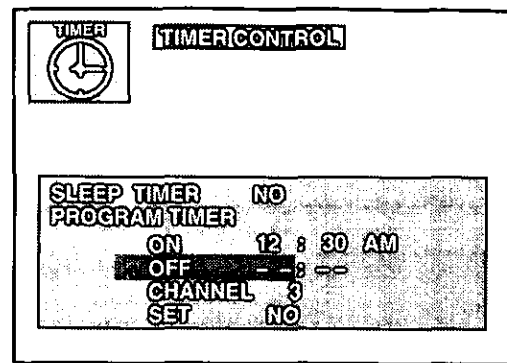 TIMER
TIMER CONTROL
SLEEP TIMER NO
PROGRAM TIMER
ON 12 : 30 AM
OFF - - : - -
CHANNEL 3
SET NO